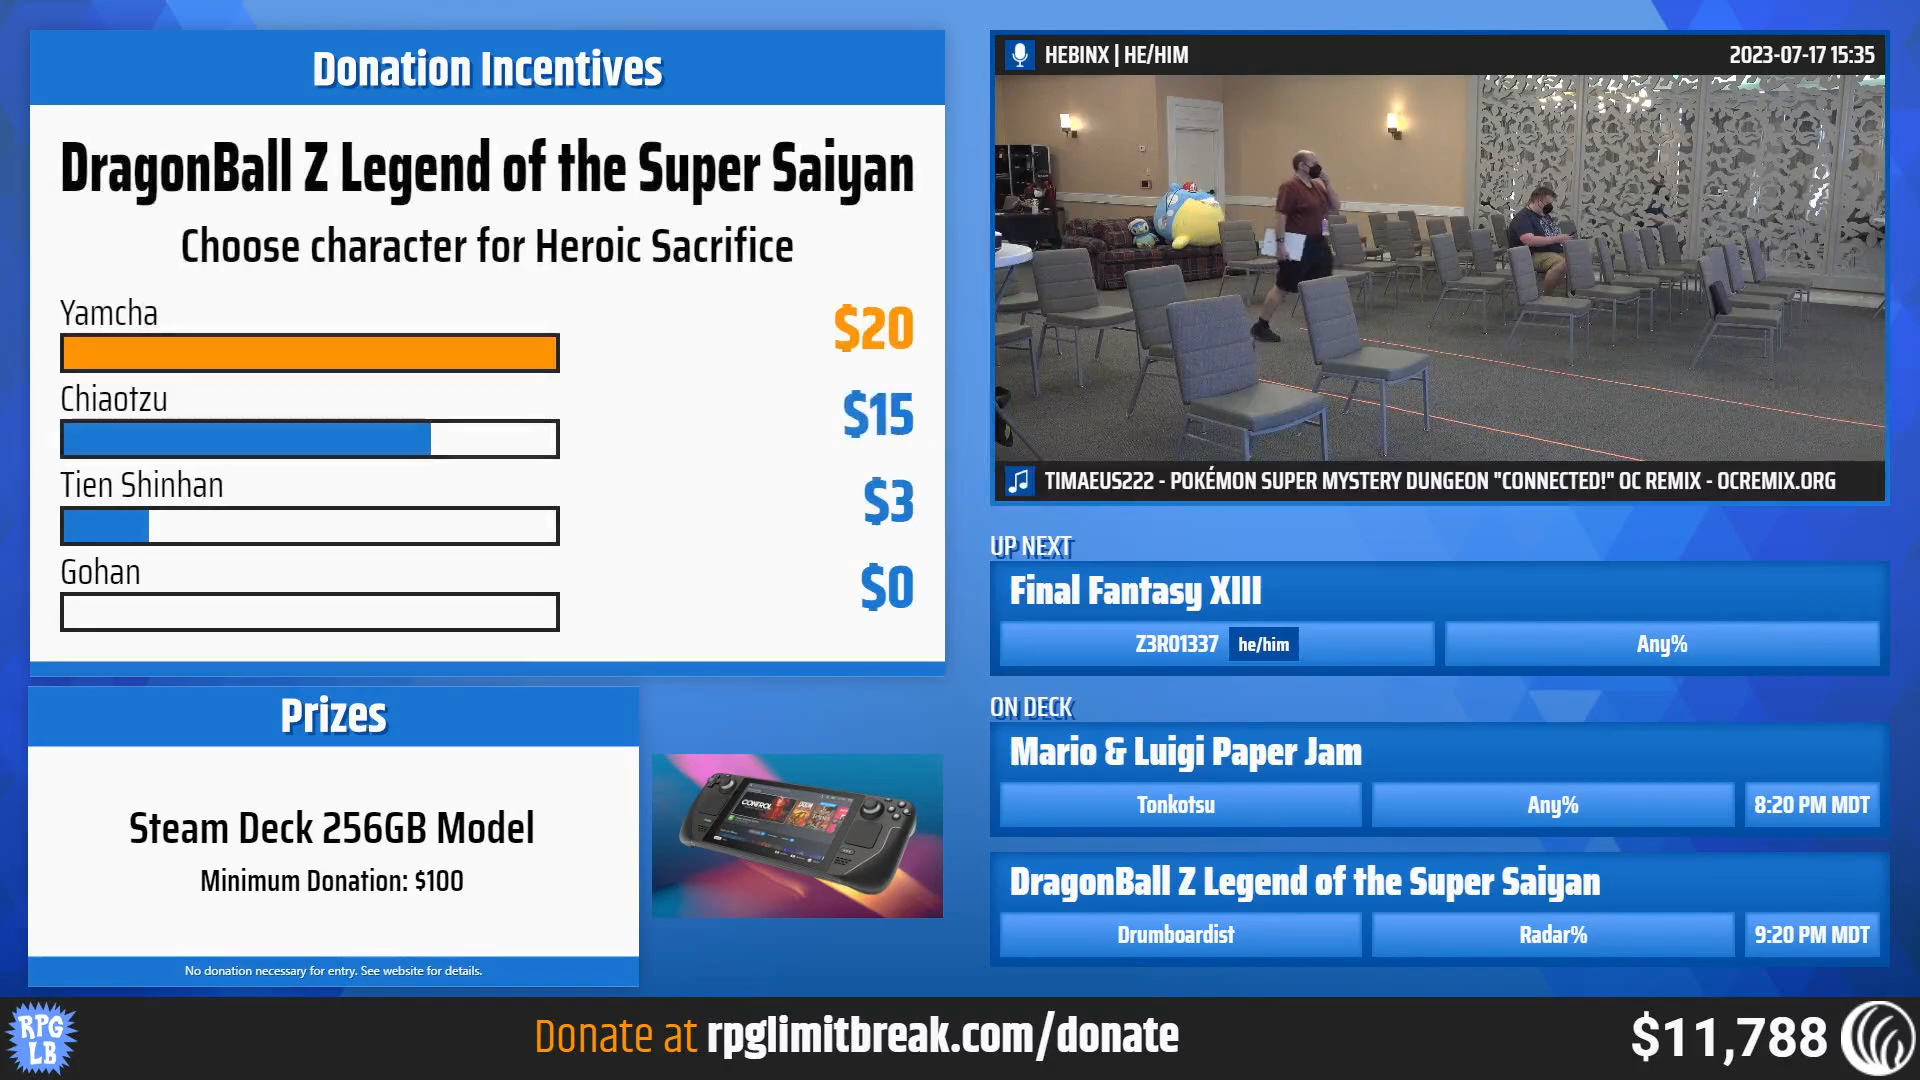 Donation Incentives
DragonBall Z Legend of the Super Saiyan
Choose character for Heroic Sacrifice
Yamcha
$20
Chiaotzu
$15
Tien Shinhan
$3
Gohan
$0
Prizes
Steam Deck 256GB Model
Minimum Donation: $100
No donation necessary for entry. See website for details.
CONTROL
HEBINX | HE/HIM
2023-07-17 15:35
TIMAEUS222 - POKÉMON SUPER MYSTERY DUNGEON "CONNECTED!" OC REMIX - OCREMIX.ORG
UP NEXT
Final Fantasy XIII
Z3R01337 he/him
Any%
ON DECK
Mario & Luigi Paper Jam
Tonkotsu
Any%
8:20 PM MDT
DragonBall Z Legend of the Super Saiyan
Drumboardist
Radar%
9:20 PM MDT
RPG
LB
Donate at rpglimitbreak.com/donate
$11,788